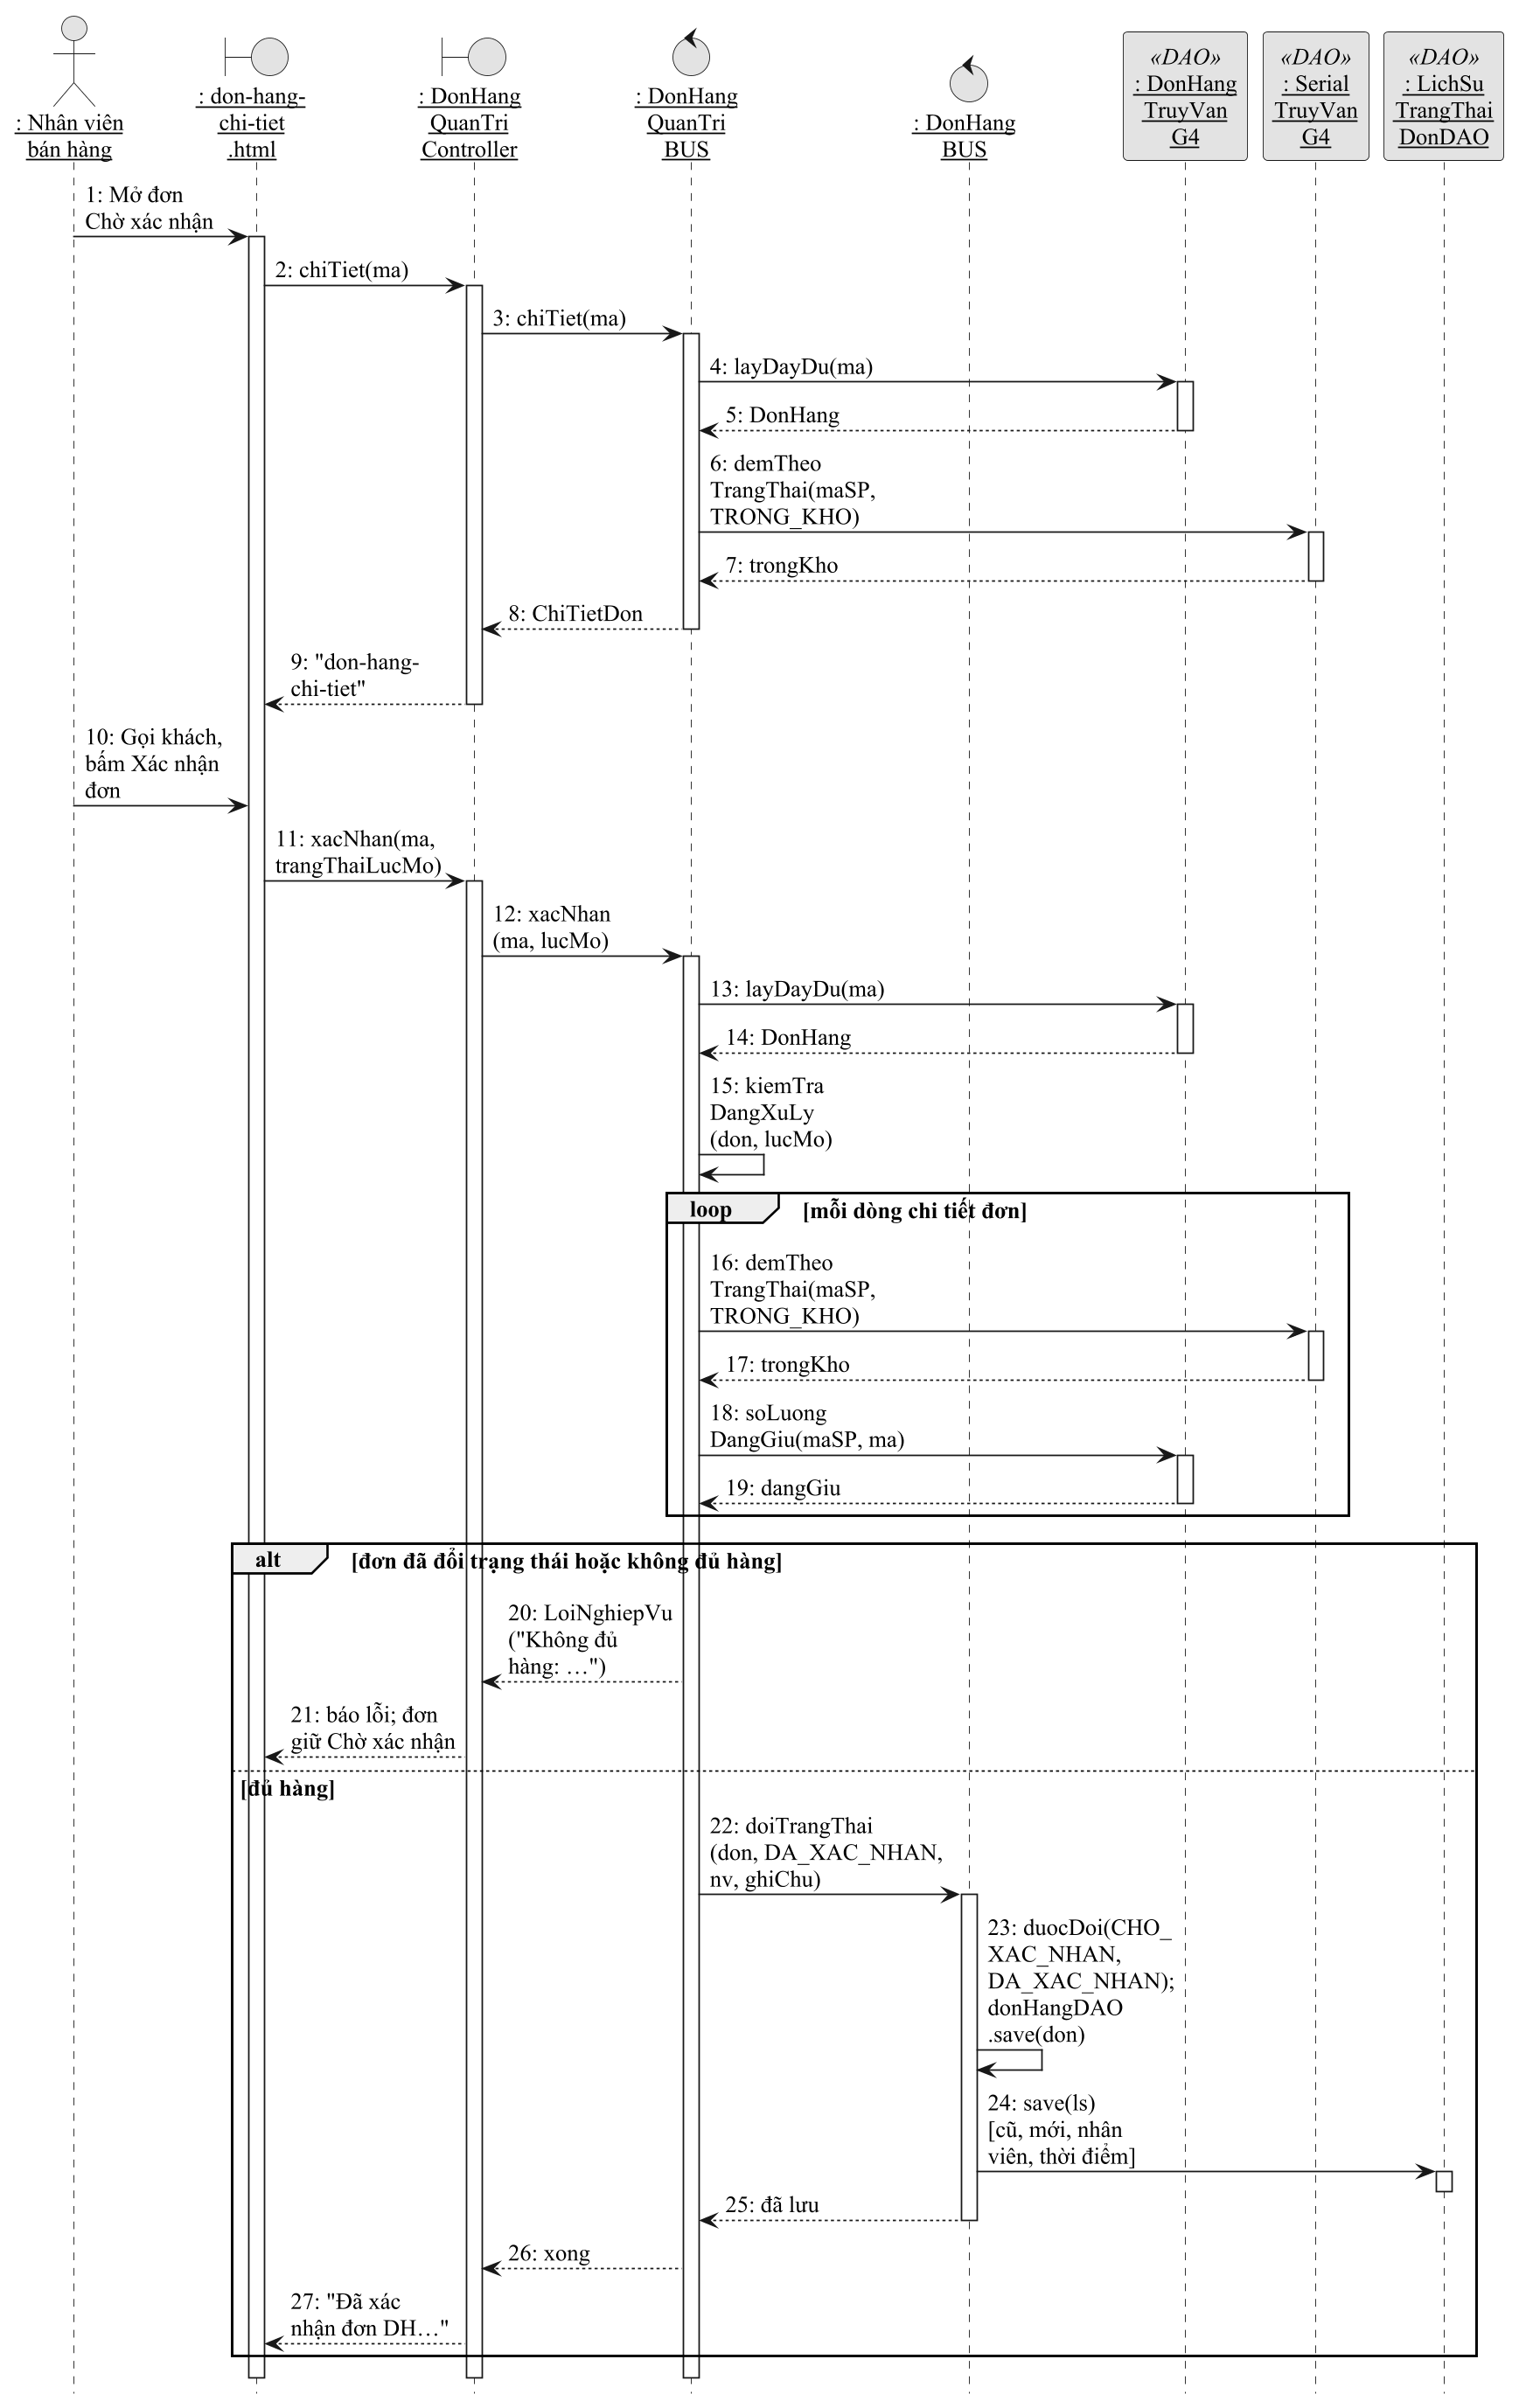 : Nhân viên
bán hàng
: don-hang-
chi-tiet
.html
: DonHang
QuanTri
Controller
: DonHang
QuanTri
BUS
: DonHang
BUS
«DAO»
: DonHang
TruyVan
G4
«DAO»
: Serial
TruyVan
G4
«DAO»
: LichSu
TrangThai
DonDAO
1: Mở đơn
Chờ xác nhận
2: chiTiet(ma)
3: chiTiet(ma)
4: layDayDu(ma)
5: DonHang
6: demTheo
TrangThai(maSP,
TRONG_KHO)
7: trongKho
8: ChiTietDon
9: "don-hang-
chi-tiet"
10: Gọi khách,
bấm Xác nhận
đơn
11: xacNhan(ma,
trangThaiLucMo)
12: xacNhan
(ma, lucMo)
13: layDayDu(ma)
14: DonHang
15: kiemTra
DangXuLy
(don, lucMo)
loop [mỗi dòng chi tiết đơn]
16: demTheo
TrangThai(maSP,
TRONG_KHO)
17: trongKho
18: soLuong
DangGiu(maSP, ma)
19: dangGiu
alt [đơn đã đổi trạng thái hoặc không đủ hàng]
20: LoiNghiepVu
("Không đủ
hàng: …")
21: báo lỗi; đơn
giữ Chờ xác nhận
[đủ hàng]
22: doiTrangThai
(don, DA_XAC_NHAN,
nv, ghiChu)
23: duocDoi(CHO_
XAC_NHAN,
DA_XAC_NHAN);
donHangDAO
.save(don)
24: save(ls)
[cũ, mới, nhân
viên, thời điểm]
25: đã lưu
26: xong
27: "Đã xác
nhận đơn DH…"